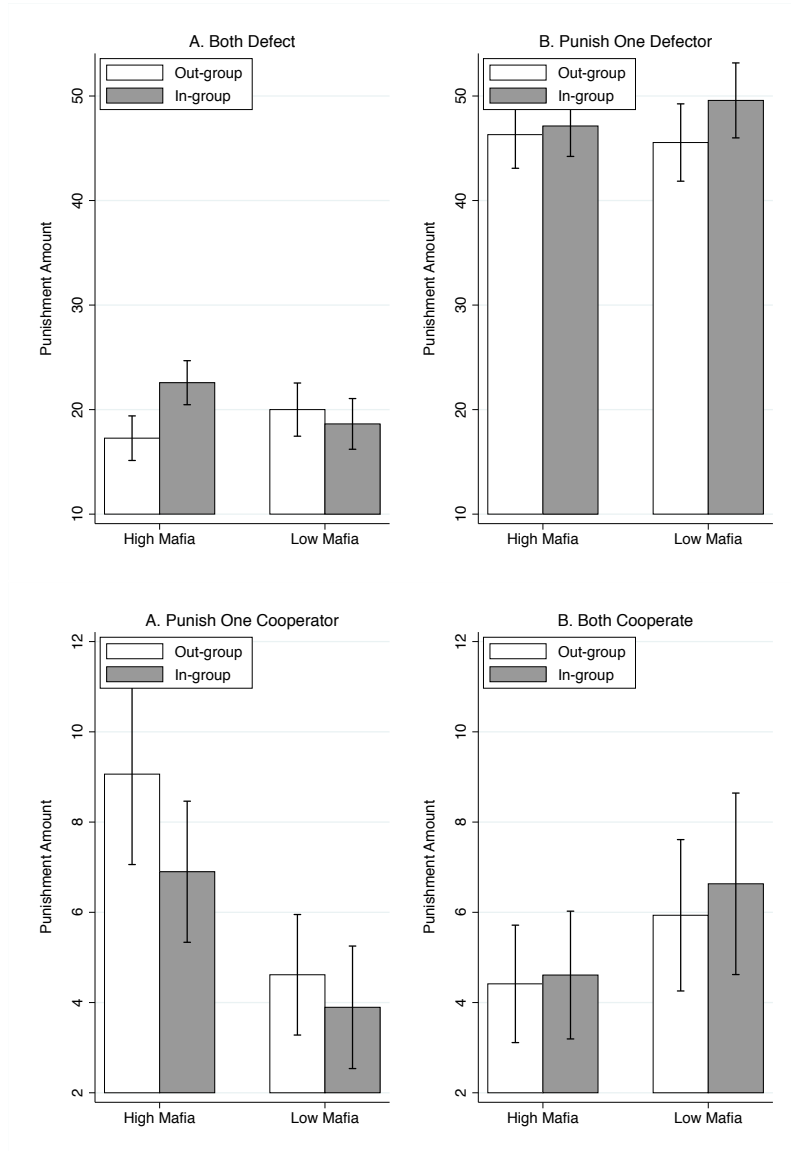 A. Both Defect
Out-group
In-group
Punishment Amount
50
40
30
20
10
High Mafia
Low Mafia
B. Punish One Defector
Out-group
In-group
Punishment Amount
50
40
30
20
10
High Mafia
Low Mafia
A. Punish One Cooperator
Out-group
In-group
Punishment Amount
12
10
8
6
4
2
High Mafia
Low Mafia
B. Both Cooperate
Out-group
In-group
Punishment Amount
12
10
8
6
4
2
High Mafia
Low Mafia